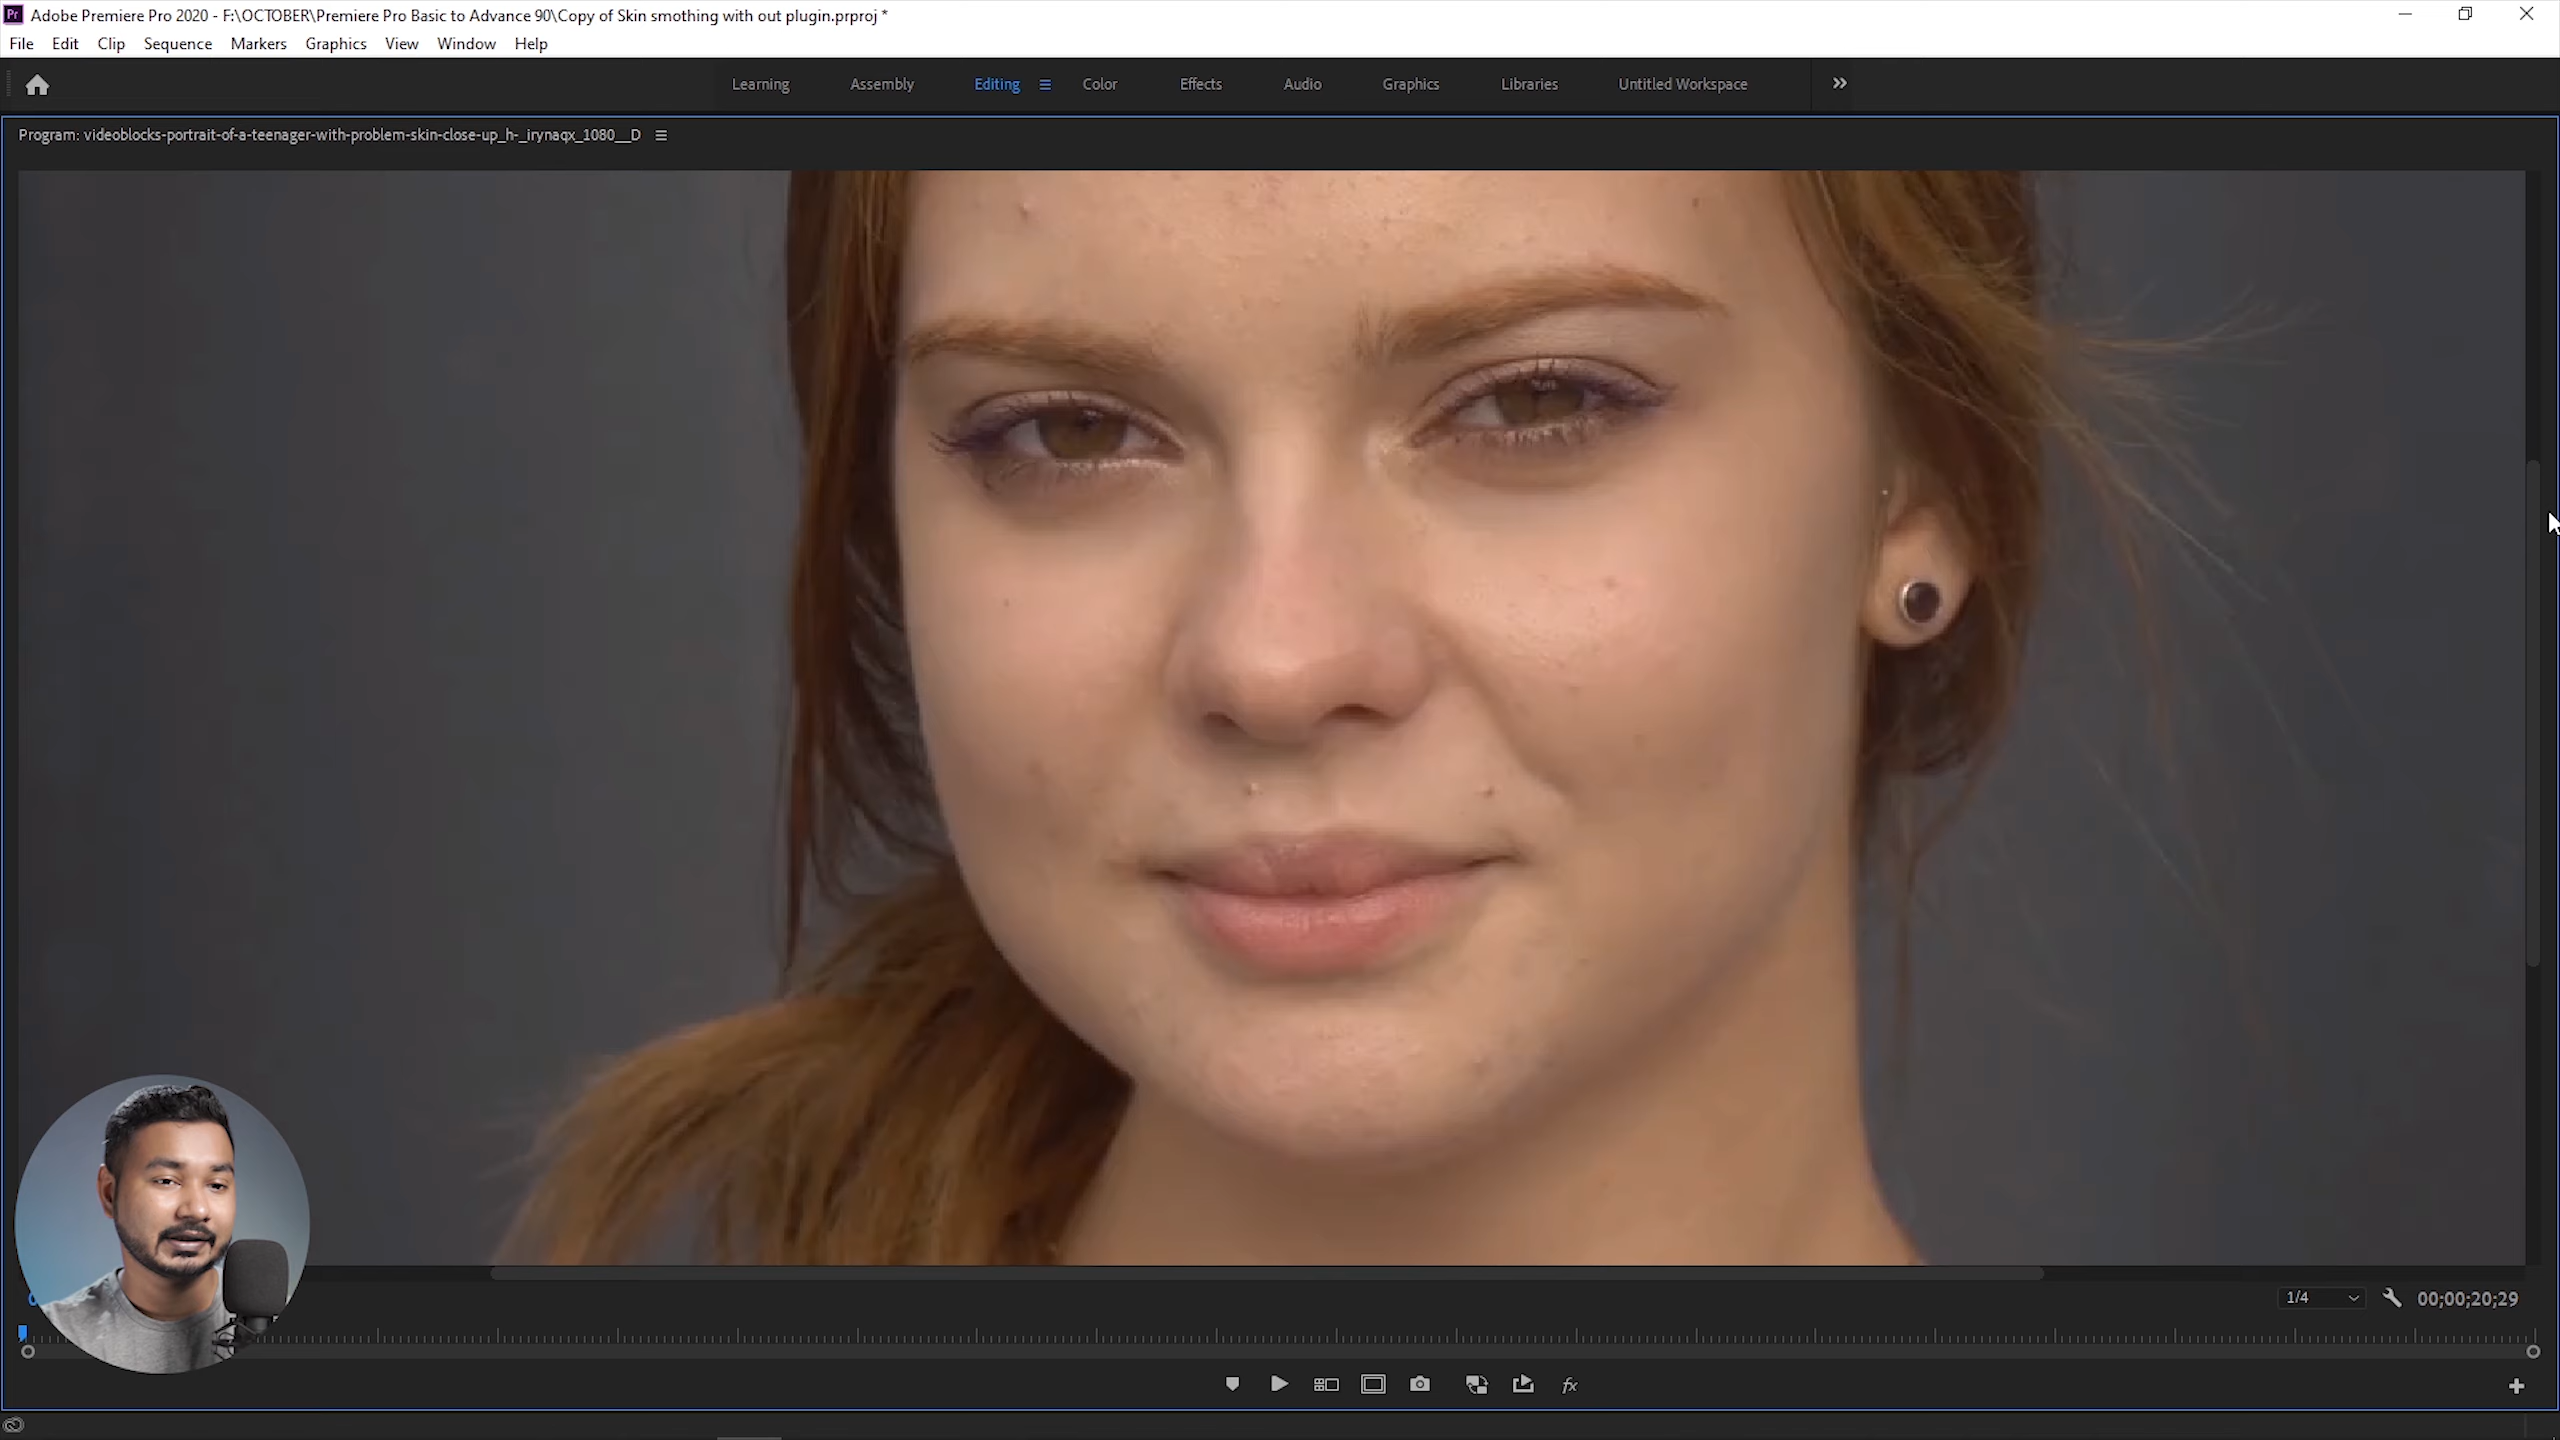 Pr Adobe Premiere Pro 2020 - F:\OCTOBER\Premiere Pro Basic to Advance 90\Copy of Skin smothing with out plugin.prproj *
File Edit Clip Sequence Markers Graphics View Window Help
Learning Assembly Editing Color Effects Audio Graphics Libraries Untitled Workspace
Program: videoblocks-portrait-of-a-teenager-with-problem-skin-close-up_h-_irynaqx_1080__D
1/4 00;00;20;29
fx